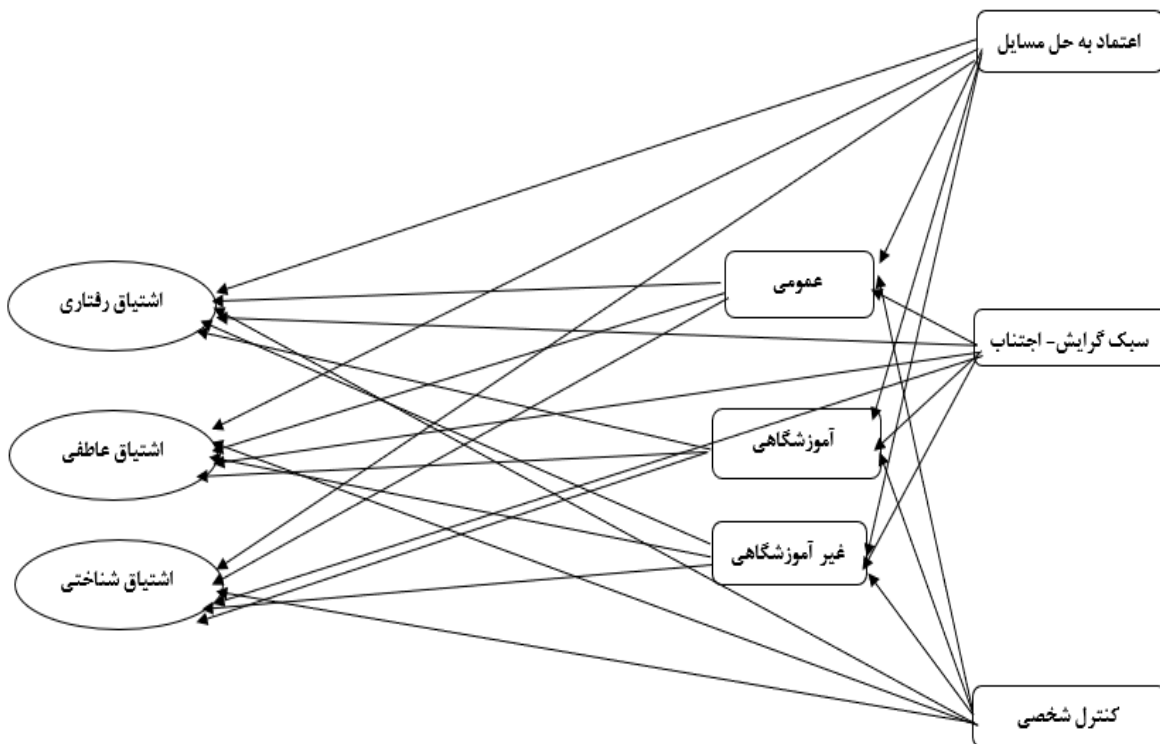 اعتماد به حل مسایل
عمومی
اشتیاق رفتاری
سبک گرایش- اجتناب
آموزشگاهی
اشتیاق عاطفی
غیر آموزشگاهی
اشتیاق شناختی
کنترل شخصی